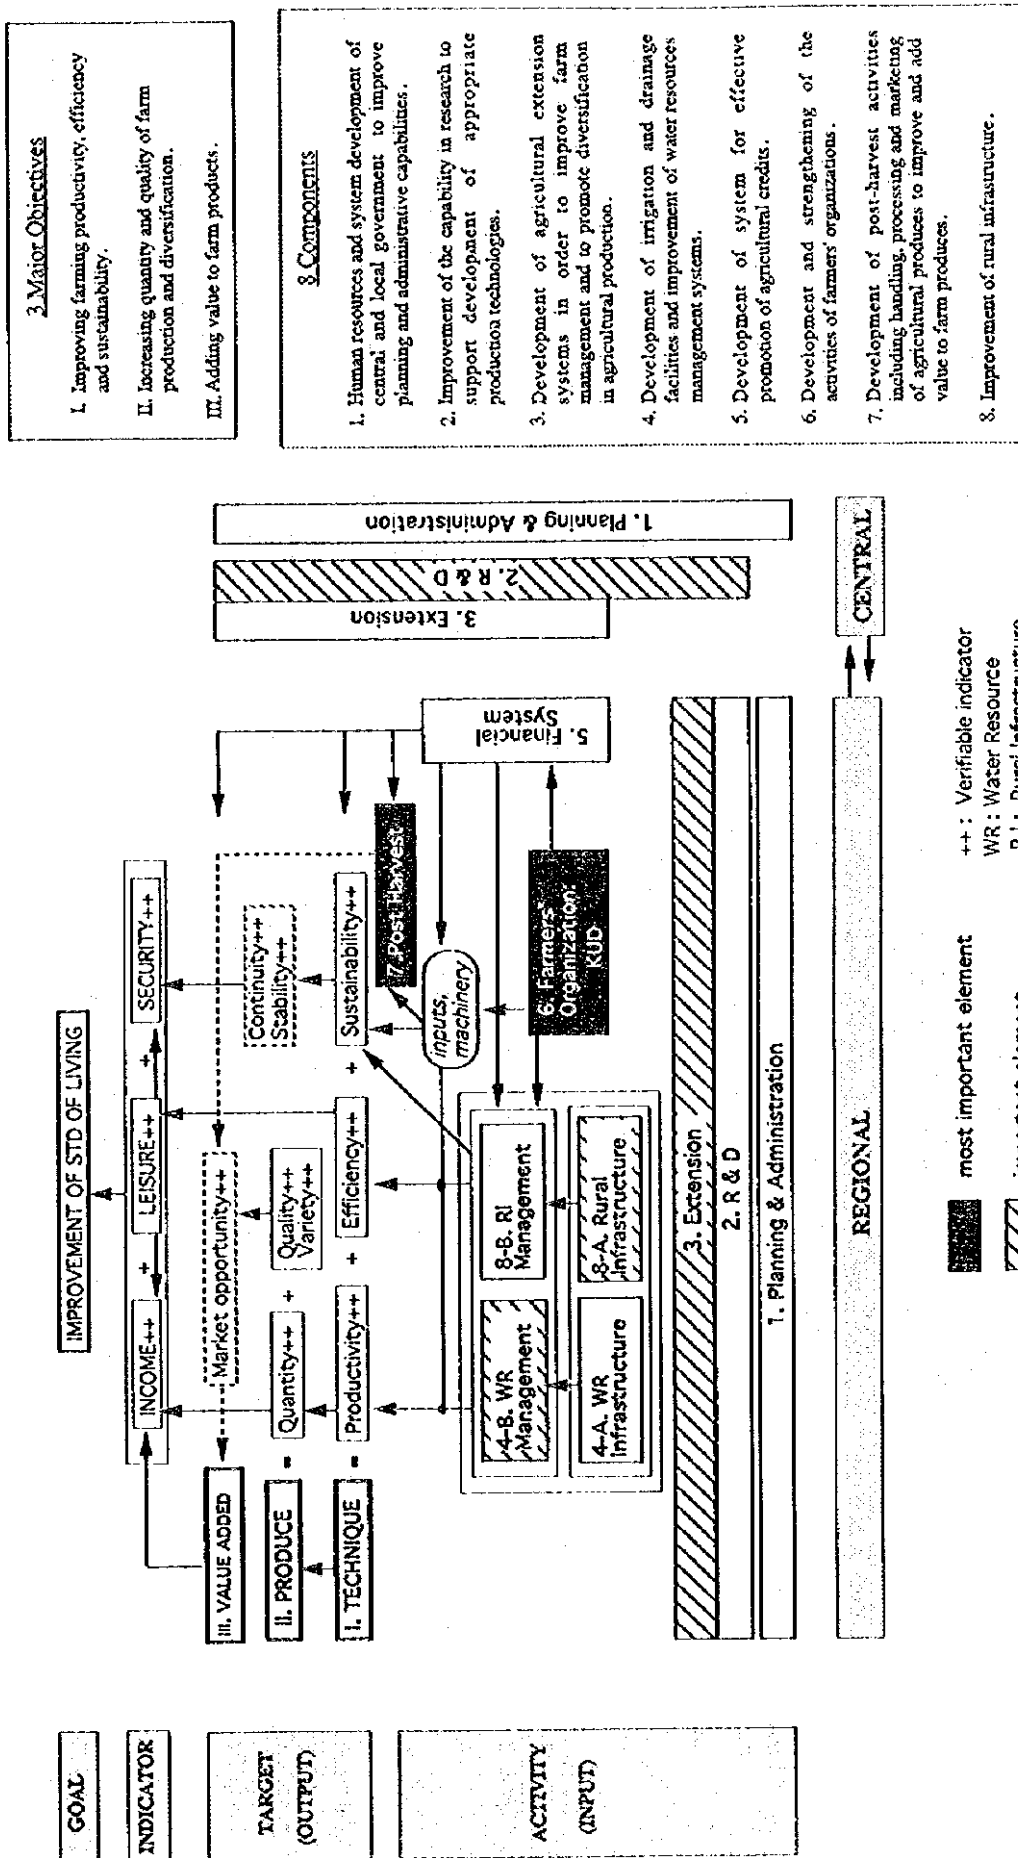 GOAL
INDICATOR
TARGET
(OUTPUT)
ACTIVITY
(INPUT)
IMPROVEMENT OF STD OF LIVING
INCOME++ + LEISURE++ + SECURITY++
III. VALUE ADDED
Market opportunity++
II. PRODUCE = Quantity++ + Quality++
Variety++
Continuity++
Stability++
I. TECHNIQUE = Productivity++ + Efficiency++ + Sustainability++
7. Post Harvest
inputs,
machinery
5. Financial
System
4-B. WR
Management
8-B. RI
Management
4-A. WR
Infrastructure
8-A. Rural
Infrastructure
6. Farmers'
Organization:
KUD
3. Extension
2. R & D
1. Planning & Administration
3. Extension
2. R & D
1. Planning & Administration
REGIONAL
CENTRAL
most important element
++ : Verifiable indicator
WR : Water Resource
3 Major Objectives
I. Improving farming productivity, efficiency
and sustainability.
II. Increasing quantity and quality of farm
production and diversification.
III. Adding value to farm products.
8 Components
1. Human resources and system development of
central and local government to improve
planning and administrative capabilities.
2. Improvement of the capability in research to
support development of appropriate
production technologies.
3. Development of agricultural extension
systems in order to improve farm
management and to promote diversification
in agricultural production.
4. Development of irrigation and drainage
facilities and improvement of water resources
management systems.
5. Development of system for effective
promotion of agricultural credits.
6. Development and strengthening of the
activities of farmers' organizations.
7. Development of post-harvest activities
including handling, processing and marketing
of agricultural produces to improve and add
value to farm produces.
8. Improvement of rural infrastructure.